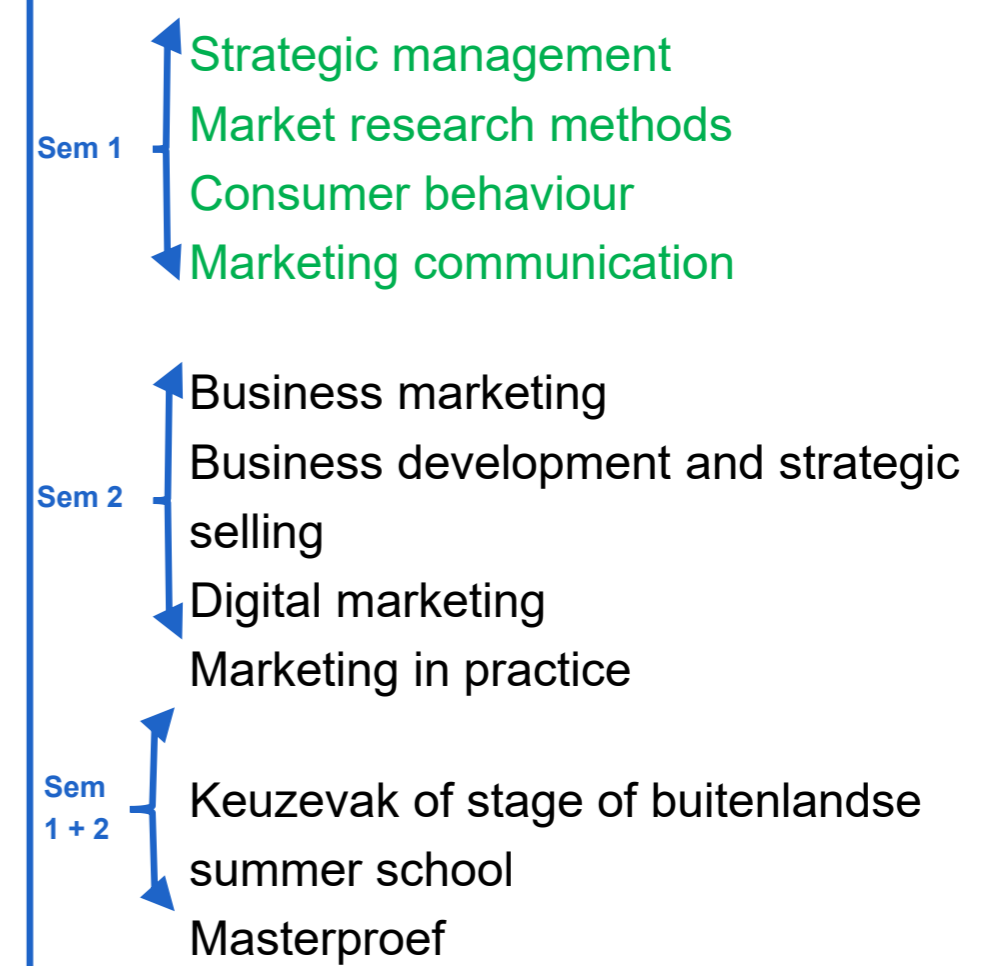 Strategic management
Market research methods
Sem 1
Consumer behaviour
Marketing communication
Business marketing
Business development and strategic
Sem 2
selling
Digital marketing
Marketing in practice
Sem
1 + 2
Keuzevak of stage of buitenlandse
summer school
Masterproef